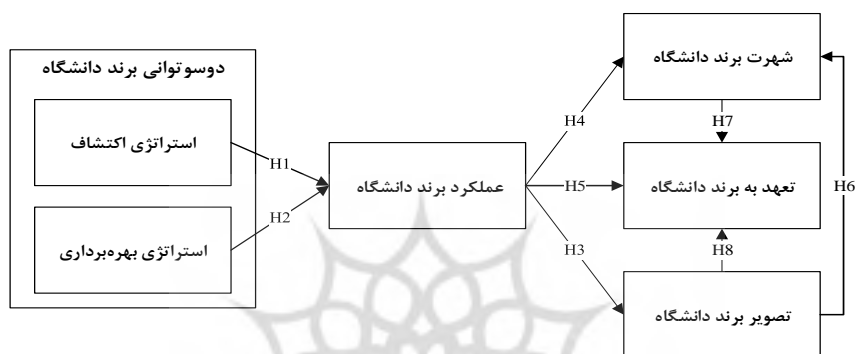 دوسوتوانی برند دانشگاه
استراتژی اکتشاف
استراتژی بهره‌برداری
H1
H2
عملکرد برند دانشگاه
H4
H5
H3
شهرت برند دانشگاه
H7
تعهد به برند دانشگاه
H8
تصویر برند دانشگاه
H6